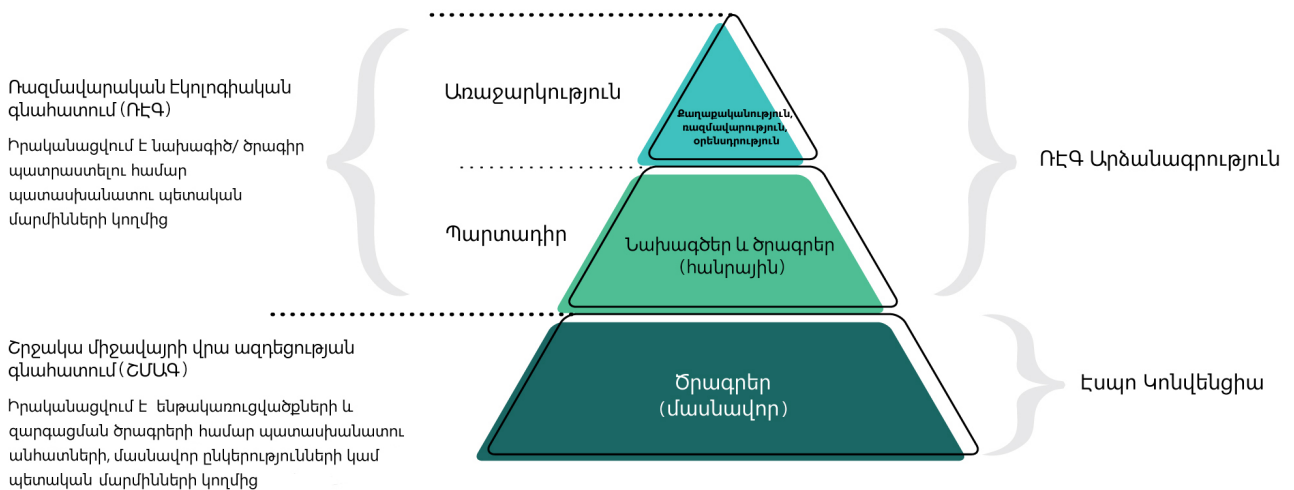 Ռազմավարական էկոլոգիական
գնահատում (ՌԷԳ)
Իրականացվում է նախագիծ/ ծրագիր
պատրաստելու համար
պատասխանատու պետական
մարմինների կողմից
Առաջարկություն
Պարտադիր
Քաղաքականություն,
ռազմավարություն,
օրենսդրություն
Նախագծեր և ծրագրեր
(հանրային)
ՌԷԳ Արձանագրություն
Շրջակա միջավայրի վրա ազդեցության
գնահատում (ՇՄԱԳ)
Իրականացվում է ենթակառուցվածքների և
զարգացման ծրագրերի համար պատասխանատու
անհատների, մասնավոր ընկերությունների կամ
պետական մարմինների կողմից
Ծրագրեր
(մասնավոր)
Էսպո Կոնվենցիա